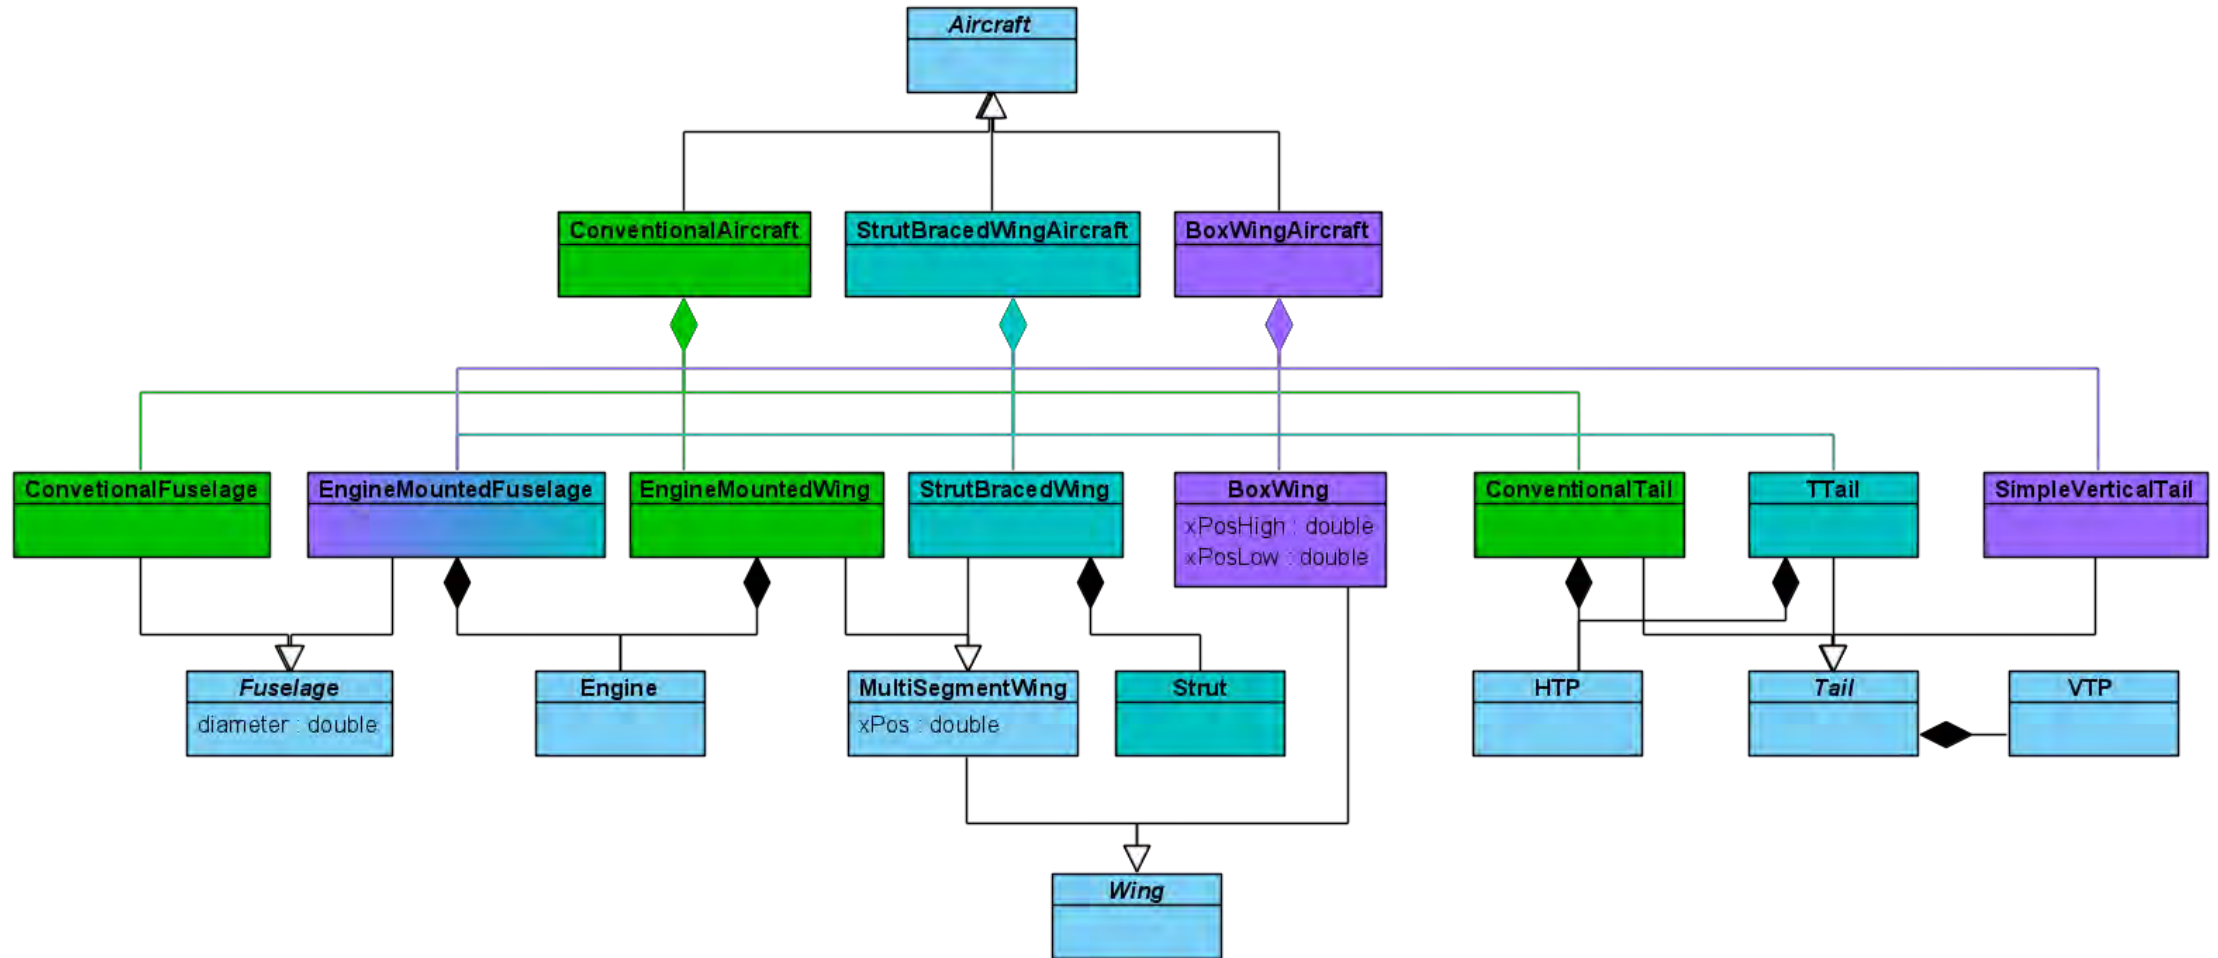 Aircraft
ConventionalAircraft
StrutBracedWingAircraft
BoxWingAircraft
ConvetionalFuselage
EngineMountedFuselage
EngineMountedWing
StrutBracedWing
BoxWing
xPosHigh : double
xPosLow : double
ConventionalTail
TTail
SimpleVerticalTail
Fuselage
diameter : double
Engine
MultiSegmentWing
xPos : double
Strut
HTP
Tail
VTP
Wing